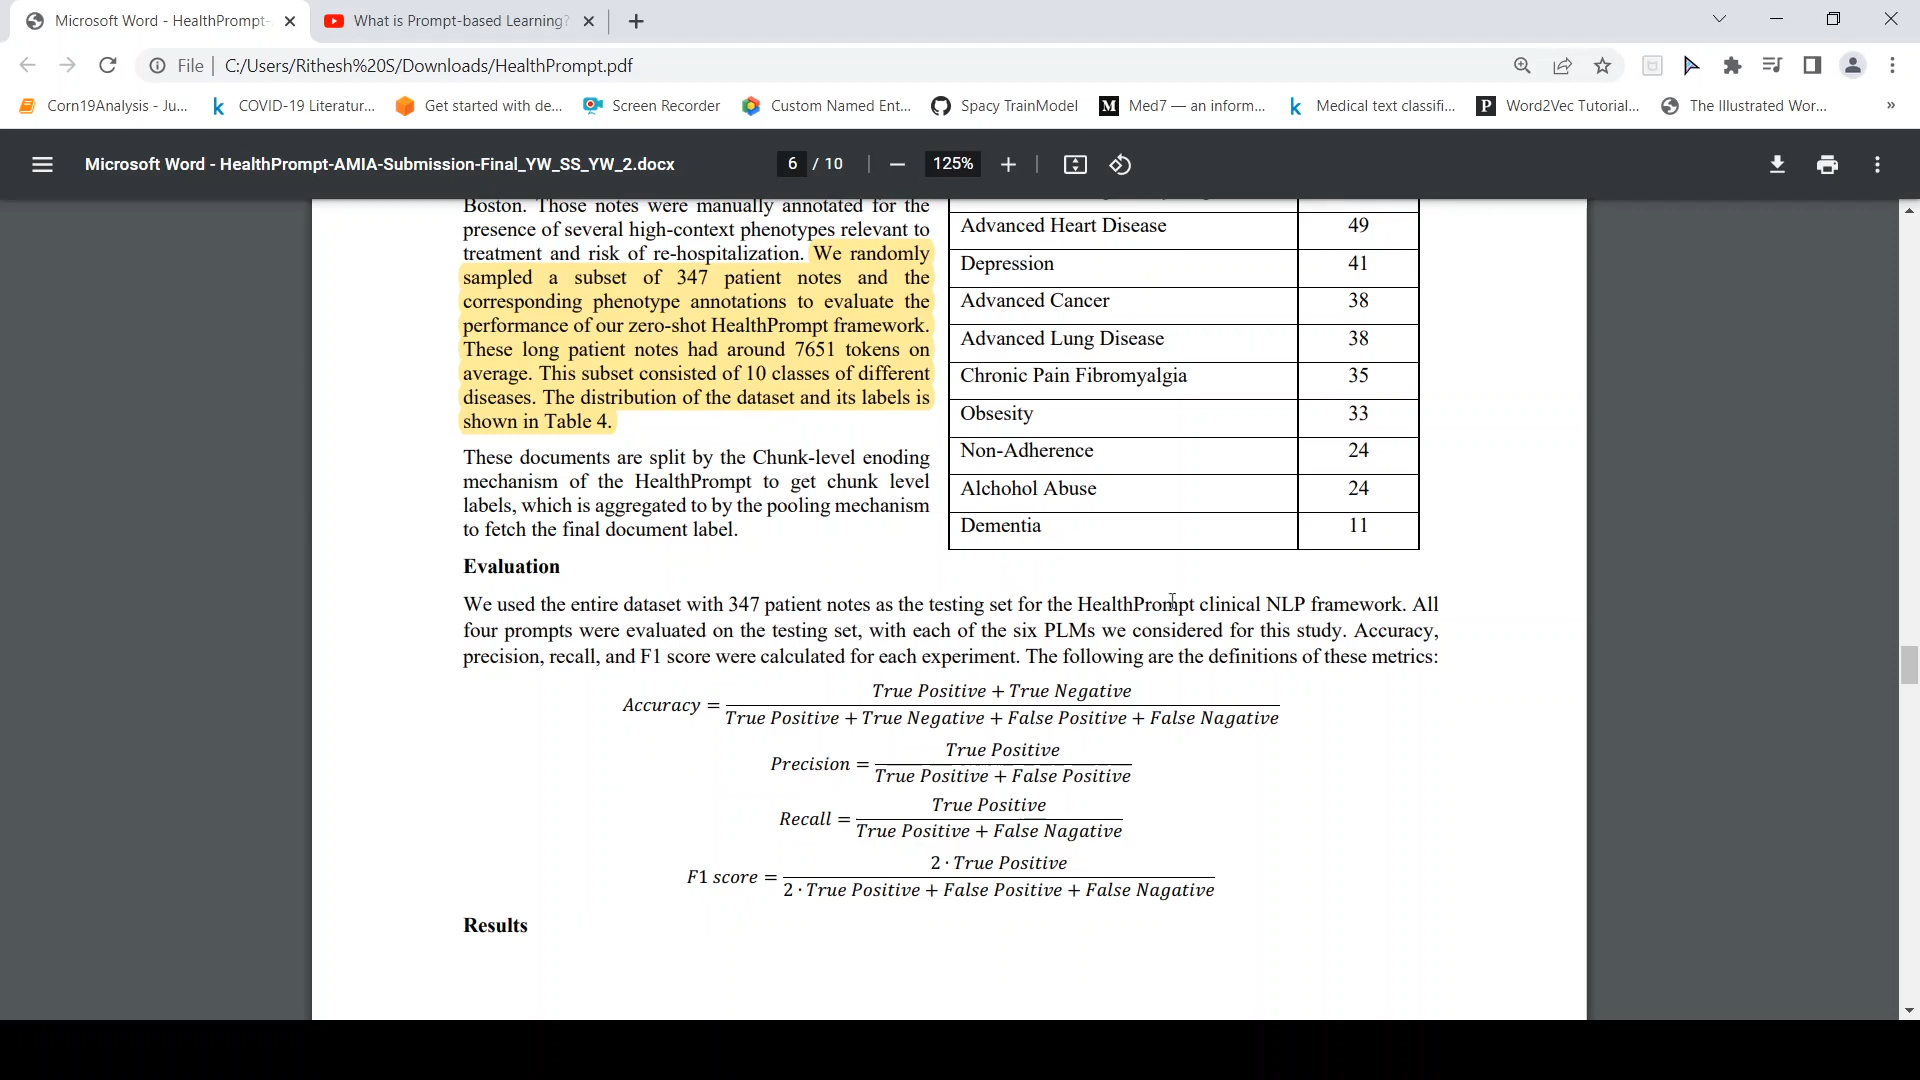 Microsoft Word - HealthPrompt-
What is Prompt-based Learning?
File
C:/Users/Rithesh%20S/Downloads/HealthPrompt.pdf
Corn19Analysis - Ju...
COVID-19 Literatur...
Get started with de...
Screen Recorder
Custom Named Ent...
Spacy TrainModel
Med7 — an inform...
Medical text classifi...
Word2Vec Tutorial...
The Illustrated Wor...
»
Microsoft Word - HealthPrompt-AMIA-Submission-Final_YW_SS_YW_2.docx
6 / 10
125%
Boston. Those notes were manually annotated for the
presence of several high-context phenotypes relevant to
treatment and risk of re-hospitalization. We randomly
sampled a subset of 347 patient notes and the
corresponding phenotype annotations to evaluate the
performance of our zero-shot HealthPrompt framework.
These long patient notes had around 7651 tokens on
average. This subset consisted of 10 classes of different
diseases. The distribution of the dataset and its labels is
shown in Table 4.
These documents are split by the Chunk-level enoding
mechanism of the HealthPrompt to get chunk level
labels, which is aggregated to by the pooling mechanism
to fetch the final document label.
Advanced Heart Disease 49
Depression 41
Advanced Cancer 38
Advanced Lung Disease 38
Chronic Pain Fibromyalgia 35
Obsesity 33
Non-Adherence 24
Alchohol Abuse 24
Dementia 11
Evaluation
We used the entire dataset with 347 patient notes as the testing set for the HealthPrompt clinical NLP framework. All
four prompts were evaluated on the testing set, with each of the six PLMs we considered for this study. Accuracy,
precision, recall, and F1 score were calculated for each experiment. The following are the definitions of these metrics:
True Positive + True Negative
Accuracy =
True Positive + True Negative + False Positive + False Nagative
True Positive
Precision =
True Positive + False Positive
True Positive
Recall =
True Positive + False Nagative
2 · True Positive
F1 score =
2 · True Positive + False Positive + False Nagative
Results